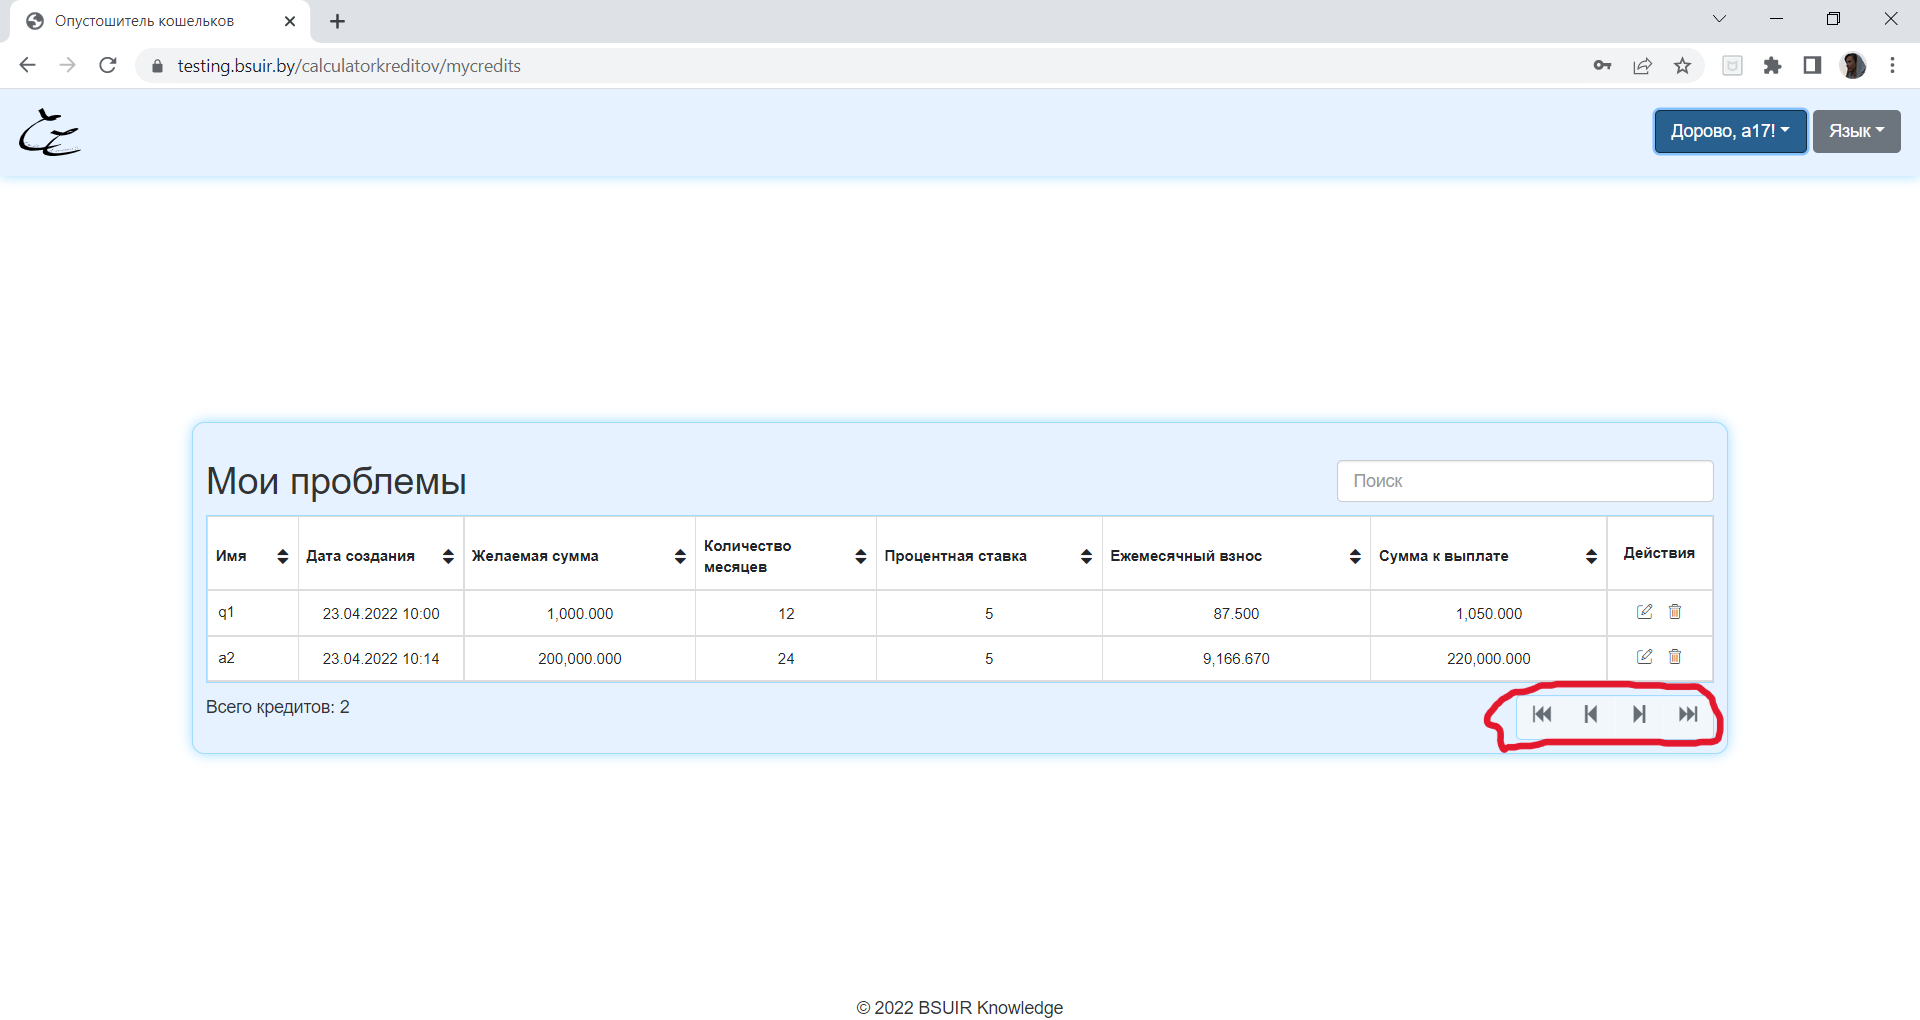 Опустошитель кошельков
testing.bsuir.by/calculatorkreditov/mycredits
Дорово, a17!
Язык
Мои проблемы
Поиск
Имя Дата создания Желаемая сумма Количество месяцев Процентная ставка Ежемесячный взнос Сумма к выплате Действия
q1 23.04.2022 10:00 1,000.000 12 5 87.500 1,050.000
a2 23.04.2022 10:14 200,000.000 24 5 9,166.670 220,000.000
Всего кредитов: 2
© 2022 BSUIR Knowledge